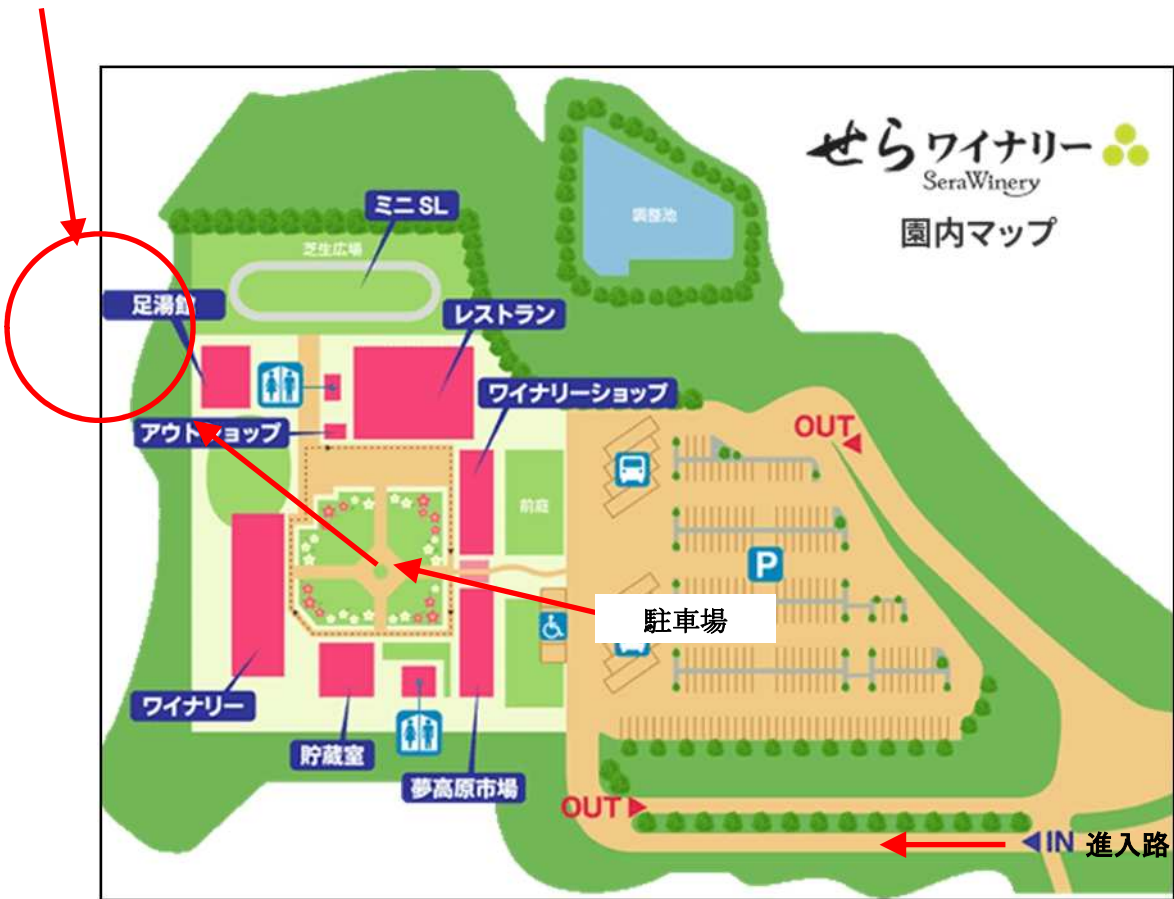 せらワイナリー
SeraWinery
園内マップ
ミニSL
調整池
芝生広場
足湯館
レストラン
ワイナリーショップ
アウトショップ
OUT
前庭
P
駐車場
ワイナリー
貯蔵室
夢高原市場
OUT
IN 進入路